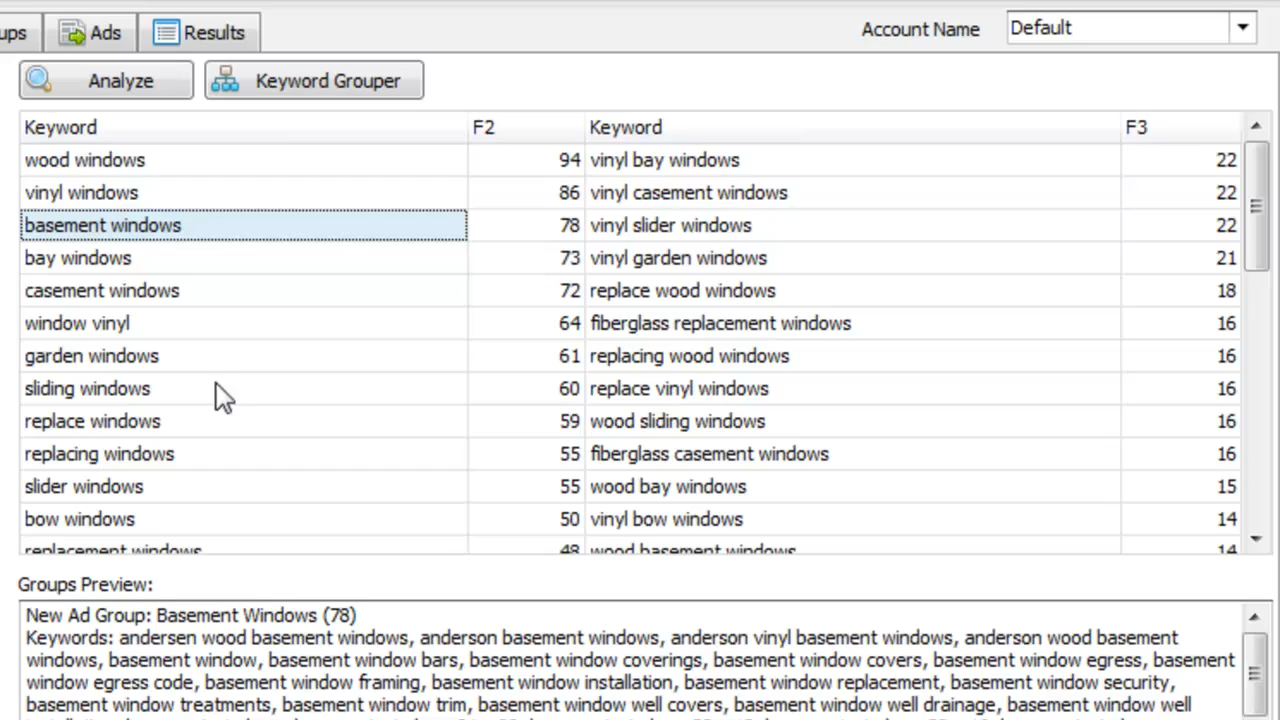 ups Ads Results Account Name Default
Analyze Keyword Grouper
Keyword F2 Keyword F3
wood windows 94 vinyl bay windows 22
vinyl windows 86 vinyl casement windows 22
basement windows 78 vinyl slider windows 22
bay windows 73 vinyl garden windows 21
casement windows 72 replace wood windows 18
window vinyl 64 fiberglass replacement windows 16
garden windows 61 replacing wood windows 16
sliding windows 60 replace vinyl windows 16
replace windows 59 wood sliding windows 16
replacing windows 55 fiberglass casement windows 16
slider windows 55 wood bay windows 15
bow windows 50 vinyl bow windows 14
replacement windows 48 wood basement windows 14
Groups Preview:
New Ad Group: Basement Windows (78)
Keywords: andersen wood basement windows, anderson basement windows, anderson vinyl basement windows, anderson wood basement
windows, basement window, basement window bars, basement window coverings, basement window covers, basement window egress, basement
window egress code, basement window framing, basement window installation, basement window replacement, basement window security,
basement window treatments, basement window trim, basement window well covers, basement window well drainage, basement window well